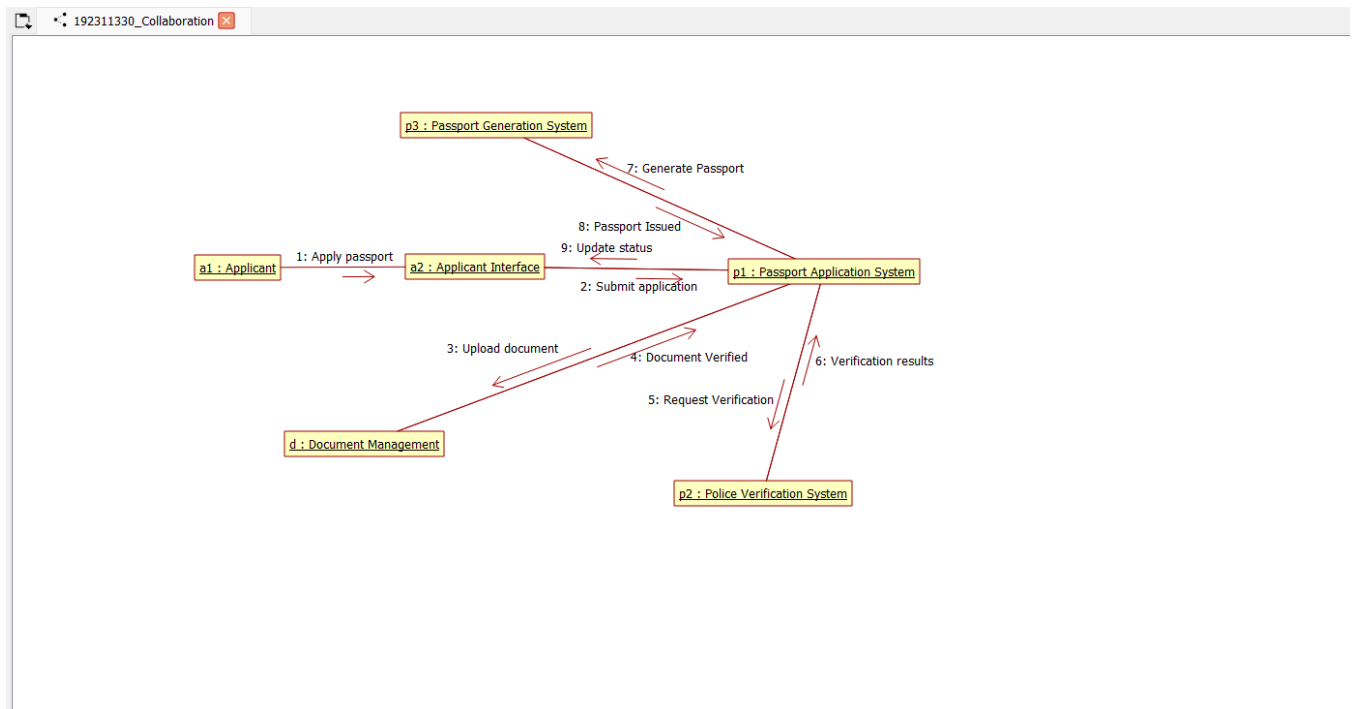 192311330_Collaboration
p3 : Passport Generation System
7: Generate Passport
8: Passport Issued
9: Update status
1: Apply passport
a1 : Applicant
a2 : Applicant Interface
p1 : Passport Application System
2: Submit application
3: Upload document
4: Document Verified
6: Verification results
5: Request Verification
d : Document Management
p2 : Police Verification System